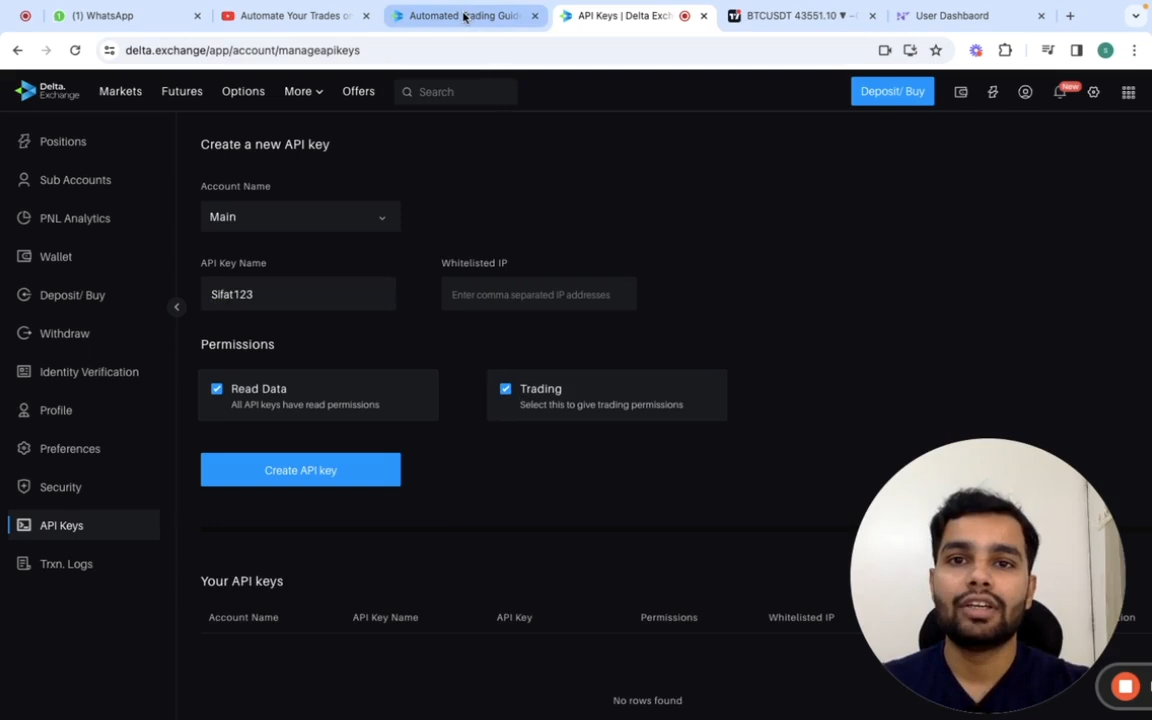 (1) WhatsApp
Automate Your Trades o
Automated Trading Guid
API Keys | Delta Exch
BTCUSDT 43551.10 ▼ −
User Dashbaord
delta.exchange/app/account/manageapikeys
S
Delta.
Exchange
Markets
Futures
Options
More
Offers
Search
Deposit/ Buy
New
Positions
Sub Accounts
PNL Analytics
Wallet
Deposit/ Buy
Withdraw
Identity Verification
Profile
Preferences
Security
API Keys
Trxn. Logs
Create a new API key
Account Name
Main
API Key Name
Whitelisted IP
Sifat123
Enter comma separated IP addresses
Permissions
Read Data
All API keys have read permissions
Trading
Select this to give trading permissions
Create API key
Your API keys
Account Name
API Key Name
API Key
Permissions
Whitelisted IP
tion
No rows found